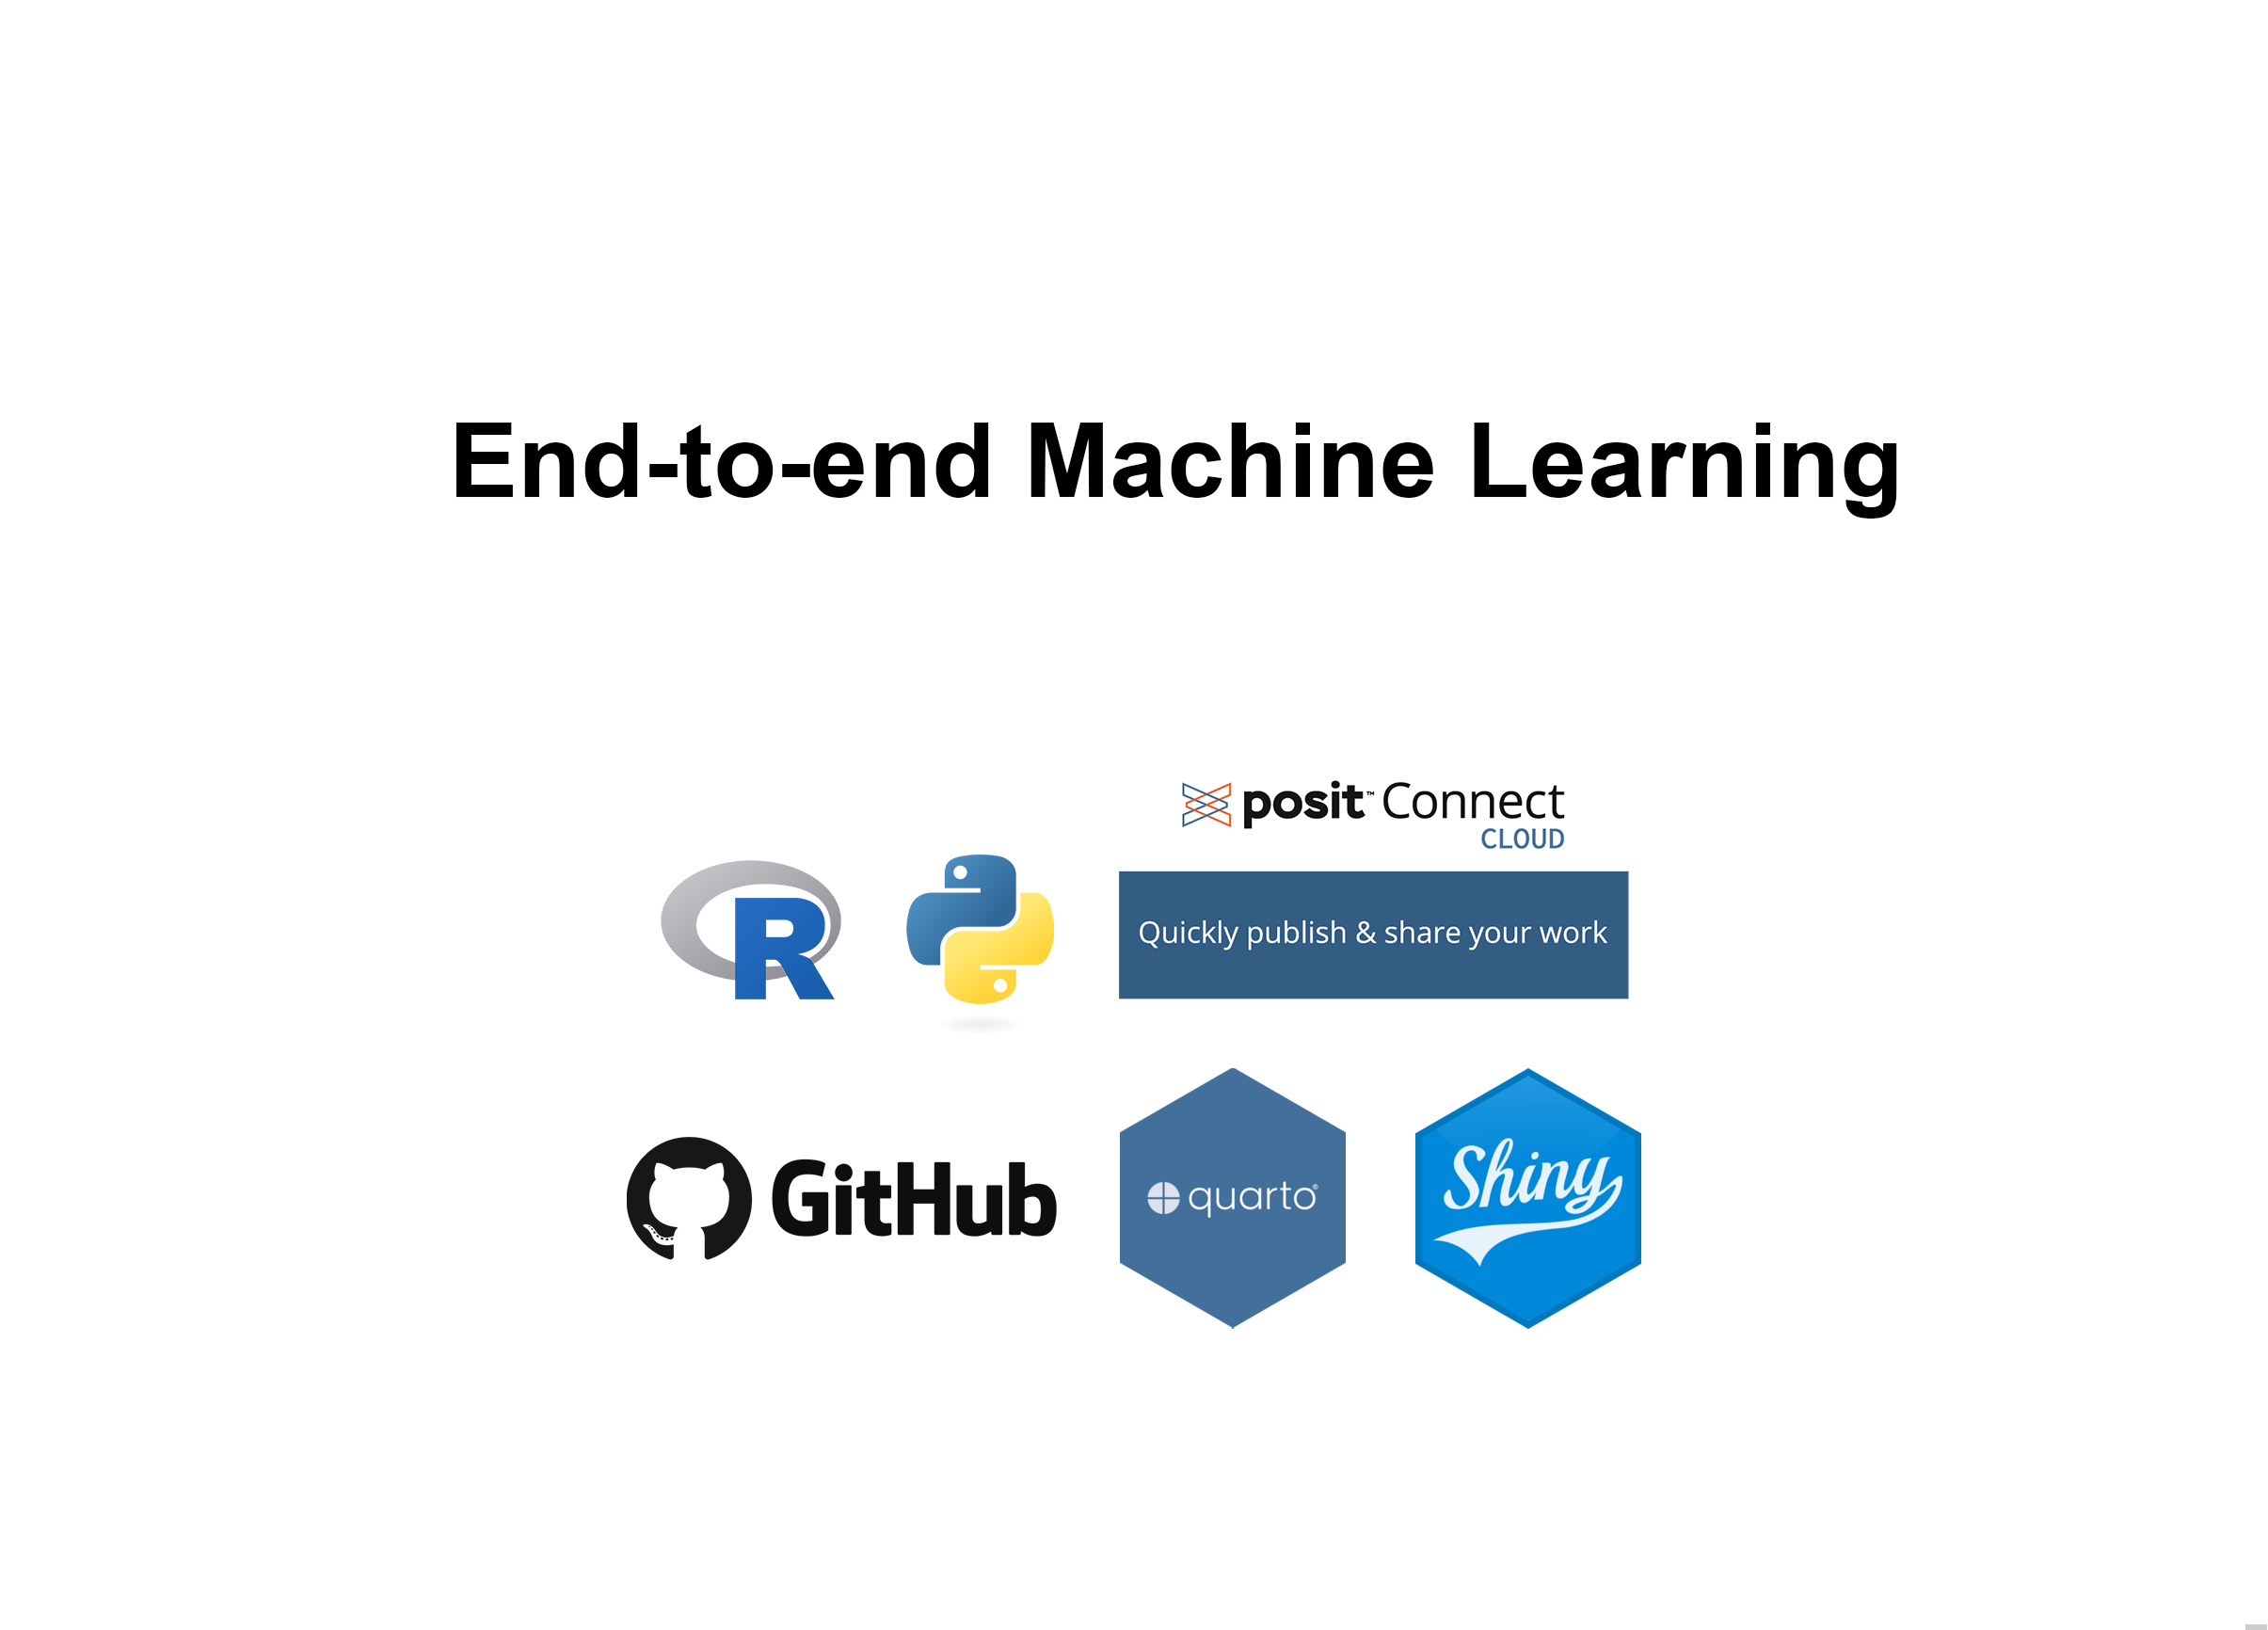 End-to-end Machine Learning
posit™ Connect
CLOUD
R
Quickly publish & share your work
GitHub
quarto®
Shiny